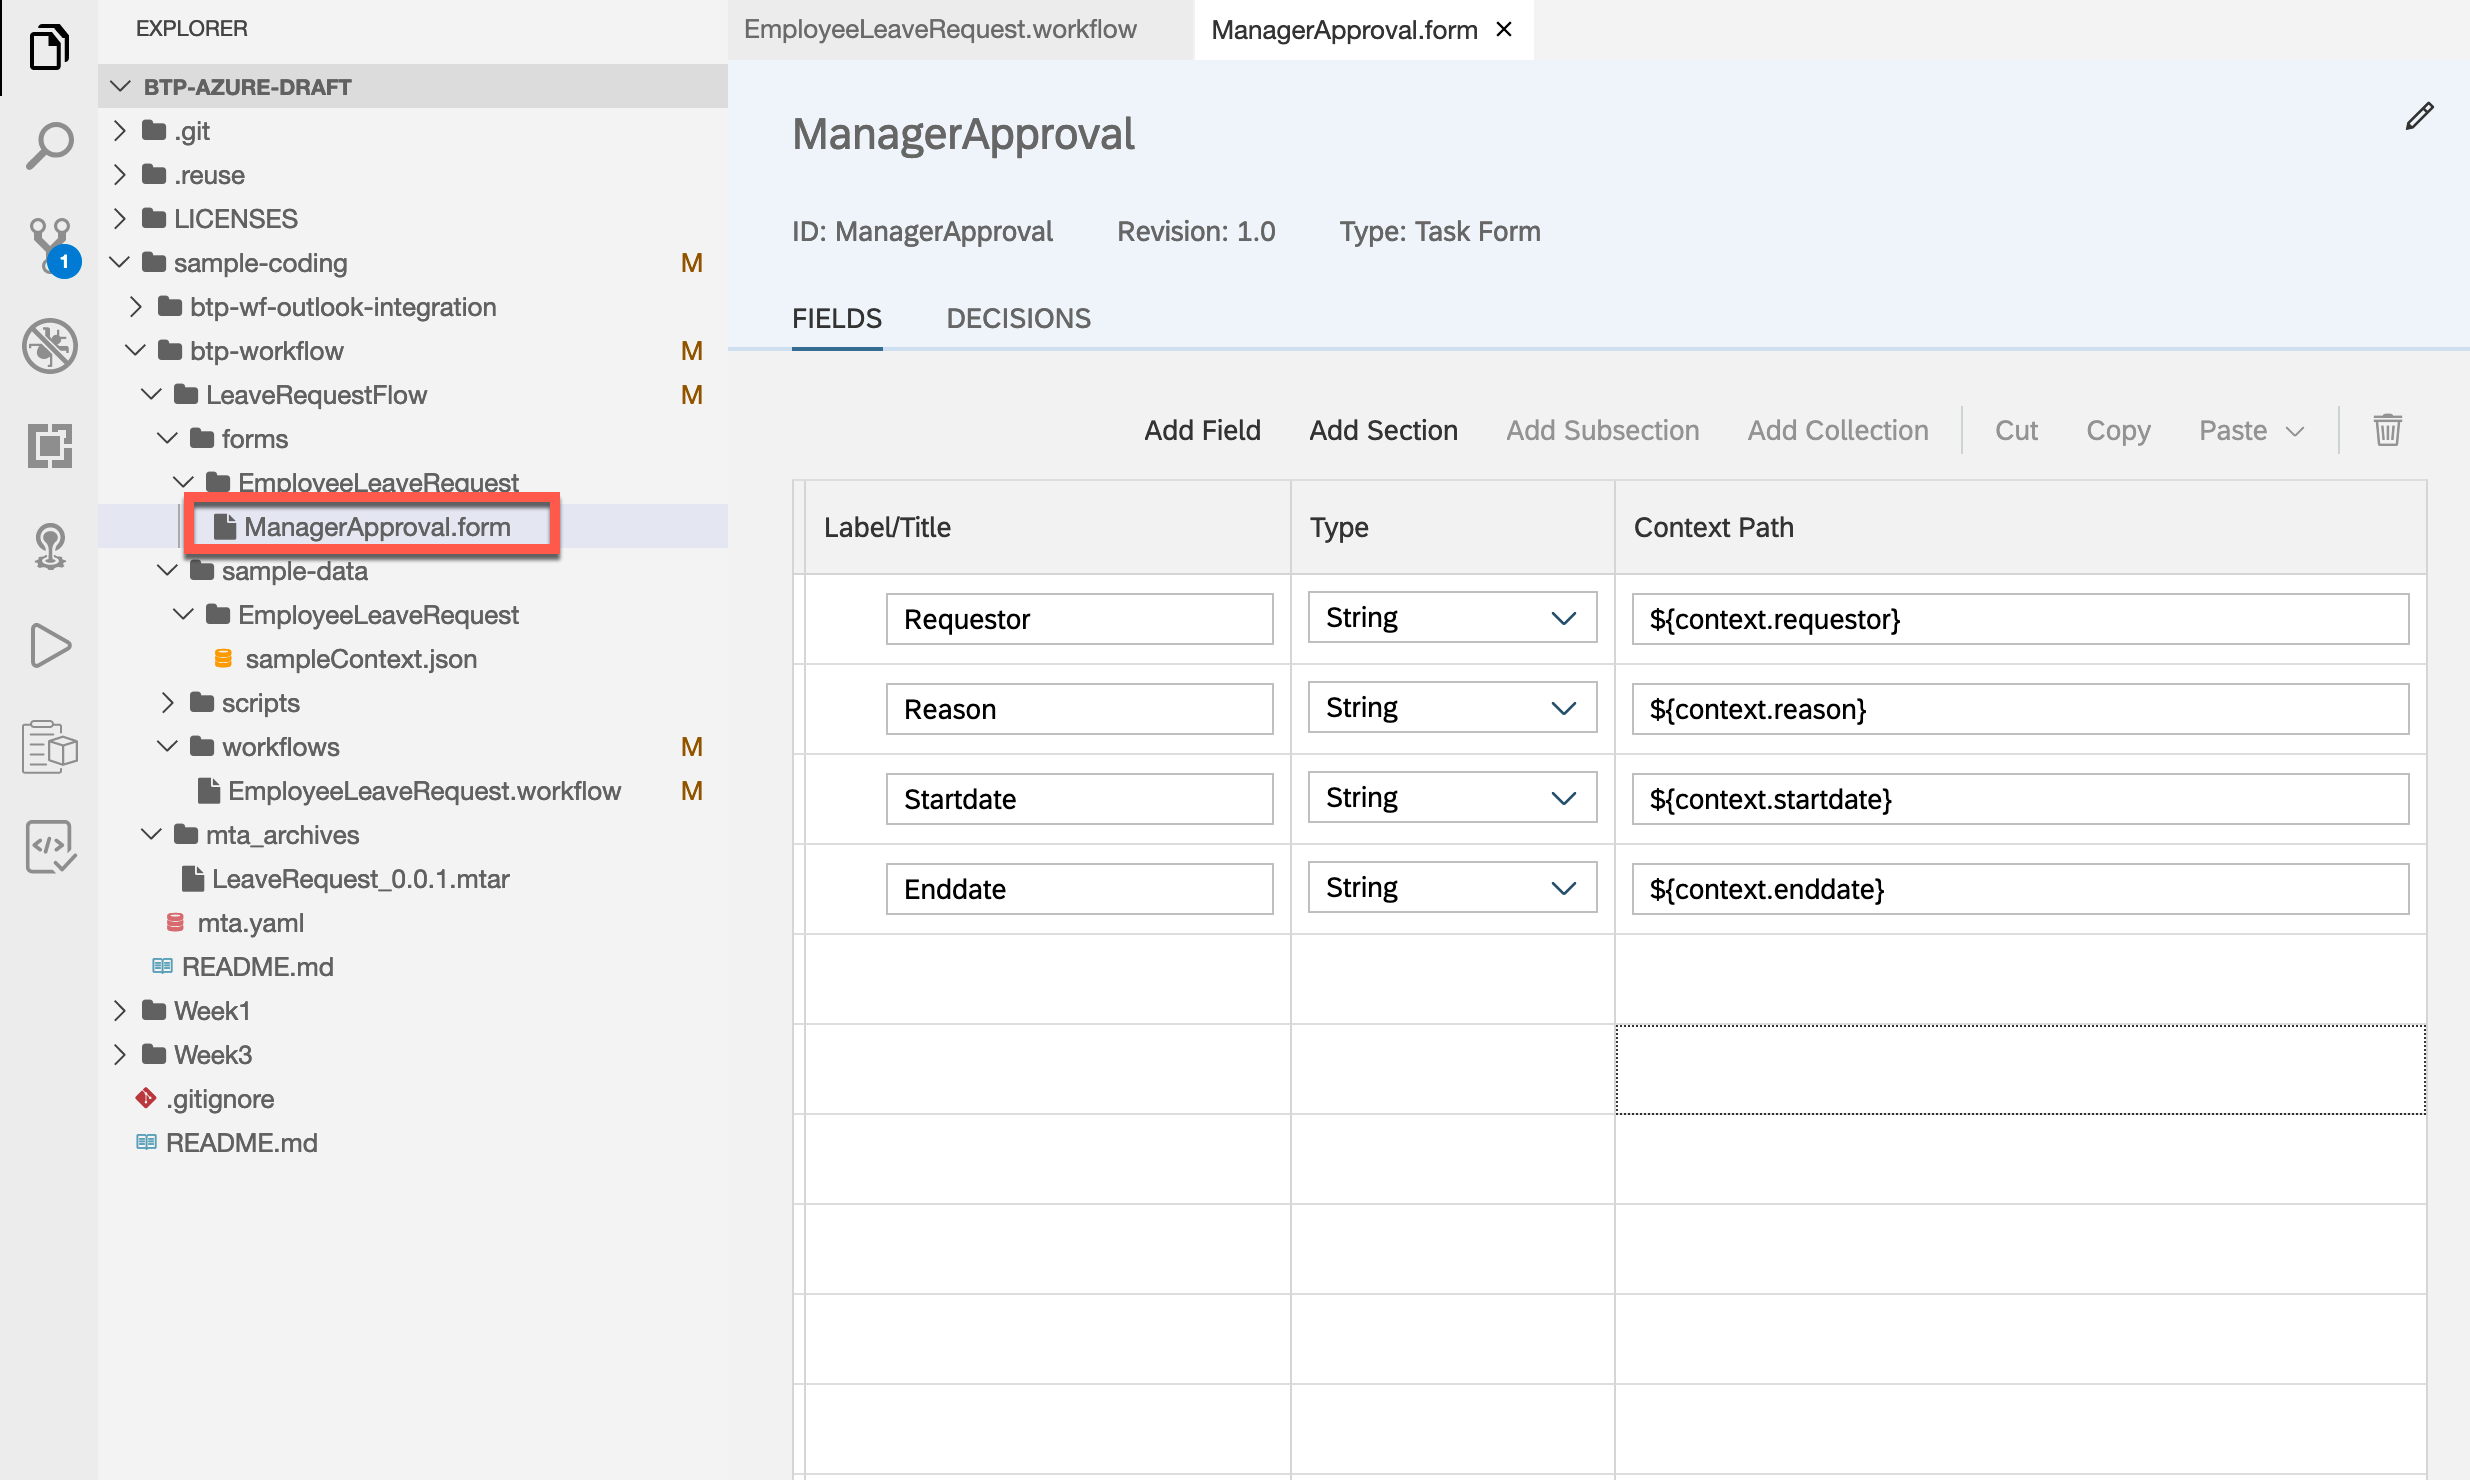 EXPLORER
BTP-AZURE-DRAFT
.git
.reuse
LICENSES
1
sample-coding M
btp-wf-outlook-integration
btp-workflow M
LeaveRequestFlow M
forms
EmployeeLeaveRequest
ManagerApproval.form
sample-data
EmployeeLeaveRequest
sampleContext.json
scripts
workflows M
EmployeeLeaveRequest.workflow M
mta_archives
LeaveRequest_0.0.1.mtar
mta.yaml
README.md
Week1
Week3
.gitignore
README.md
EmployeeLeaveRequest.workflow ManagerApproval.form
ManagerApproval
ID: ManagerApproval Revision: 1.0 Type: Task Form
FIELDS DECISIONS
Add Field Add Section Add Subsection Add Collection Cut Copy Paste
Label/Title Type Context Path
Requestor String ${context.requestor}
Reason String ${context.reason}
Startdate String ${context.startdate}
Enddate String ${context.enddate}